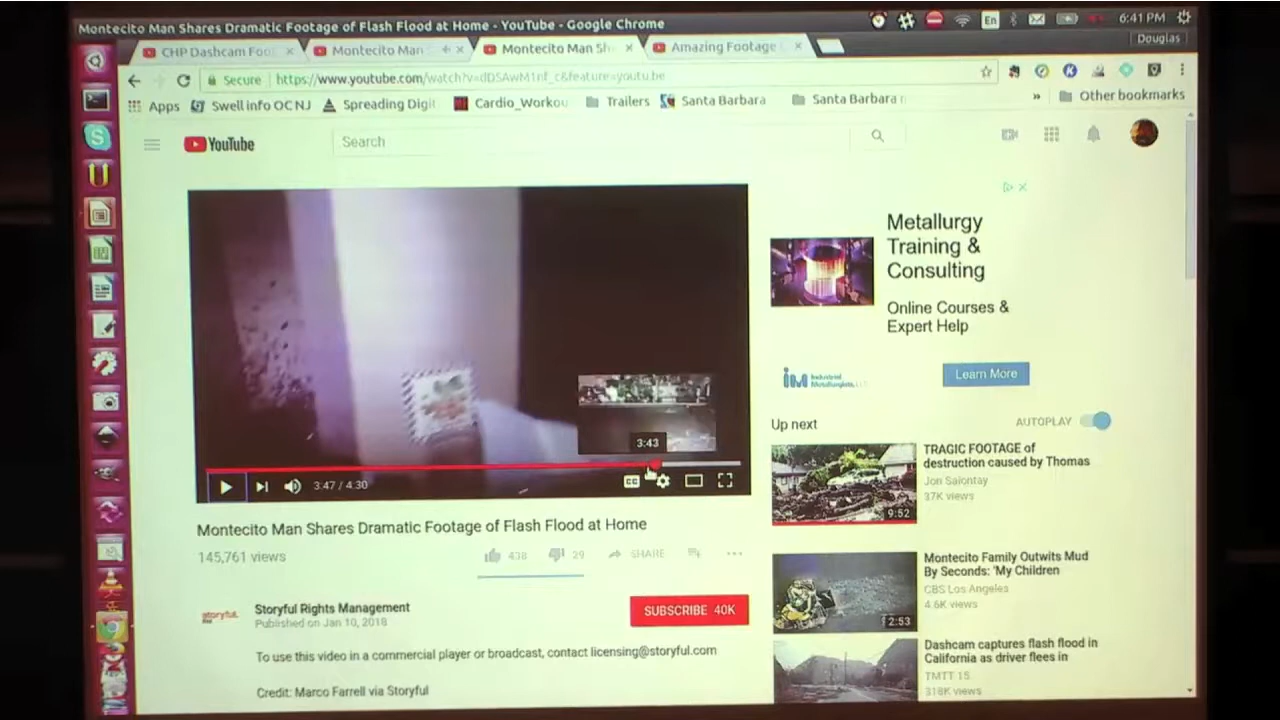 Montecito Man Shares Dramatic Footage of Flash Flood at Home - YouTube - Google Chrome
En
6:41 PM
CHP Dashcam Foo
Montecito Man
Montecito Man Sh
Amazing Footage
Douglas
Secure
https://www.youtube.com/watch?v=dDSAwM1nf_c&feature=youtu.be
Apps
Swell info OC NJ
Spreading Digit
Cardio_Workou
Trailers
Santa Barbara
Santa Barbara r
»
Other bookmarks
YouTube
Search
Metallurgy
Training &
Consulting
Online Courses &
Expert Help
im Industrial
Learn More
3:43
3:47 / 4:30
CC
Up next
AUTOPLAY
TRAGIC FOOTAGE of
destruction caused by Thomas
Jon Saiontay
37K views
9:52
Montecito Man Shares Dramatic Footage of Flash Flood at Home
145,761 views
438
29
SHARE
Montecito Family Outwits Mud
By Seconds: 'My Children
CBS Los Angeles
4.6K views
2:53
storyful.
Storyful Rights Management
Published on Jan 10, 2018
SUBSCRIBE 40K
To use this video in a commercial player or broadcast, contact licensing@storyful.com
Credit: Marco Farrell via Storyful
Dashcam captures flash flood in
California as driver flees in
TMTT 15
318K views